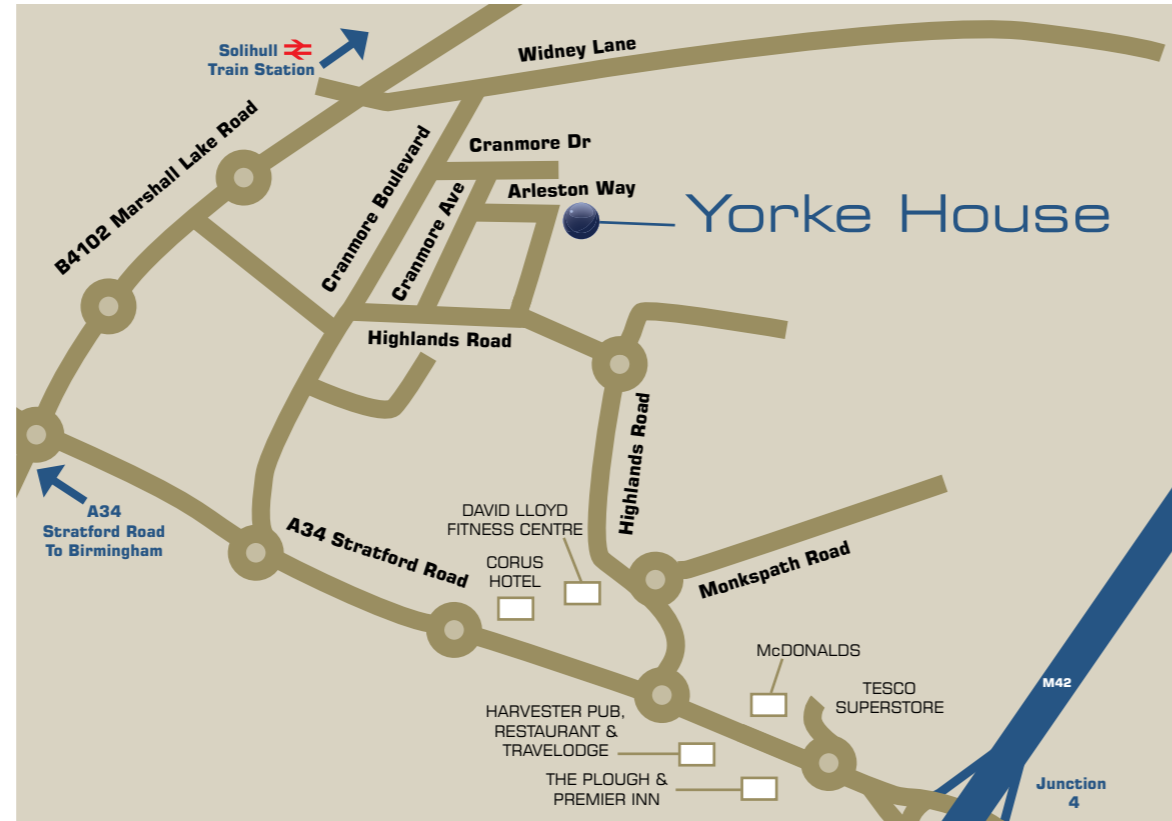 Solihull
Train Station
Widney Lane
B4102 Marshall Lake Road
Cranmore Boulevard
Cranmore Dr
Cranmore Ave
Arleston Way
Yorke House
Highlands Road
Highlands Road
A34
Stratford Road
To Birmingham
A34 Stratford Road
DAVID LLOYD
FITNESS CENTRE
CORUS
HOTEL
Monkspath Road
McDONALDS
TESCO
SUPERSTORE
M42
HARVESTER PUB,
RESTAURANT &
TRAVELODGE
THE PLOUGH &
PREMIER INN
Junction
4